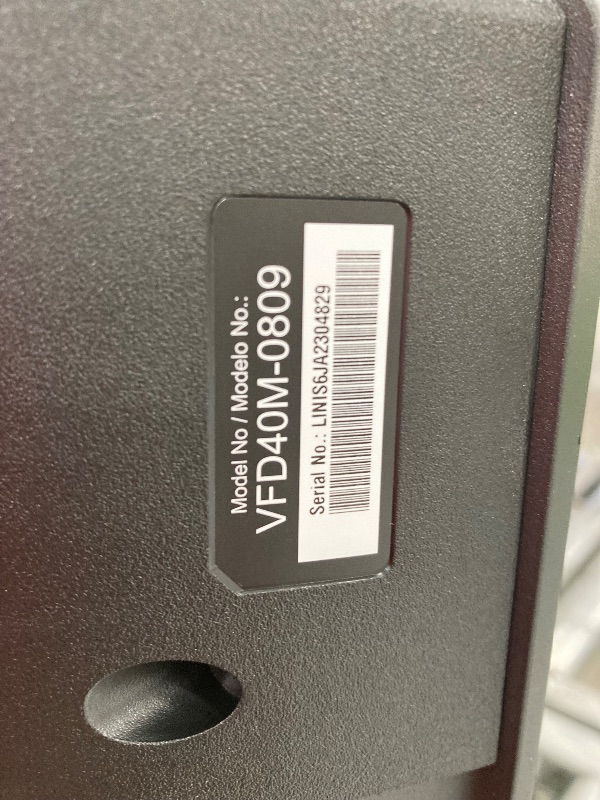 Model No / Modelo No.:
VFD40M-0809
Serial No.: LINIS6JA2304829